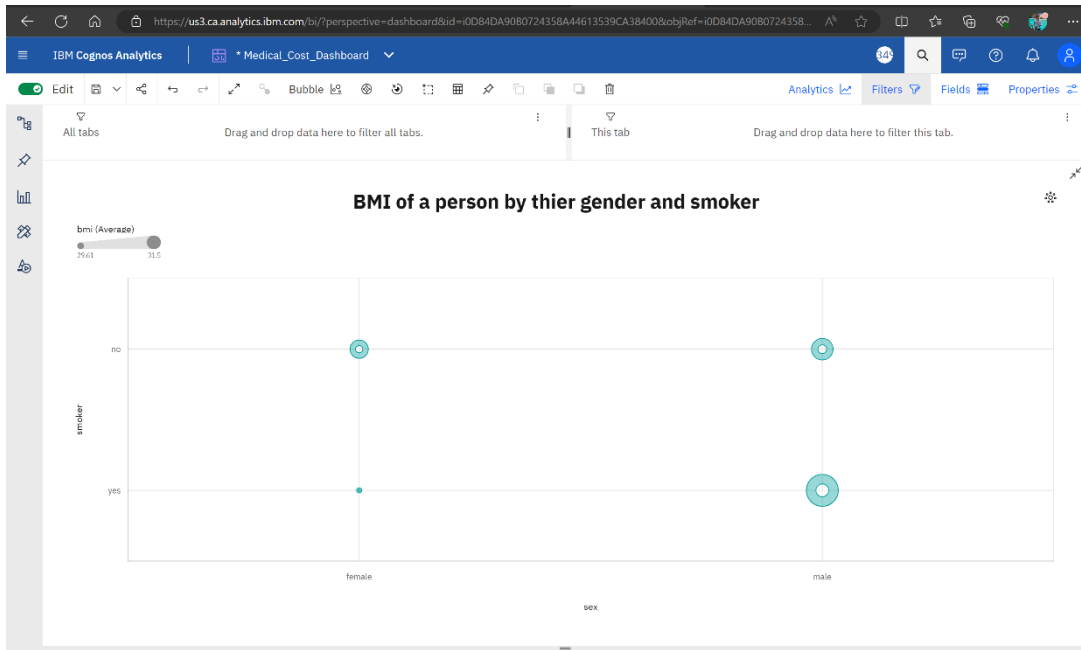 https://us3.ca.analytics.ibm.com/bi/?perspective=dashboard&id=i0D84DA90B0724358A44613539CA38400&objRef=i0D84DA90B0724358...
IBM Cognos Analytics
* Medical_Cost_Dashboard
349
Edit
Bubble
Analytics
Filters
Fields
Properties
All tabs
Drag and drop data here to filter all tabs.
This tab
Drag and drop data here to filter this tab.
BMI of a person by thier gender and smoker
bmi (Average)
29.61 31.5
no
smoker
yes
female male
sex